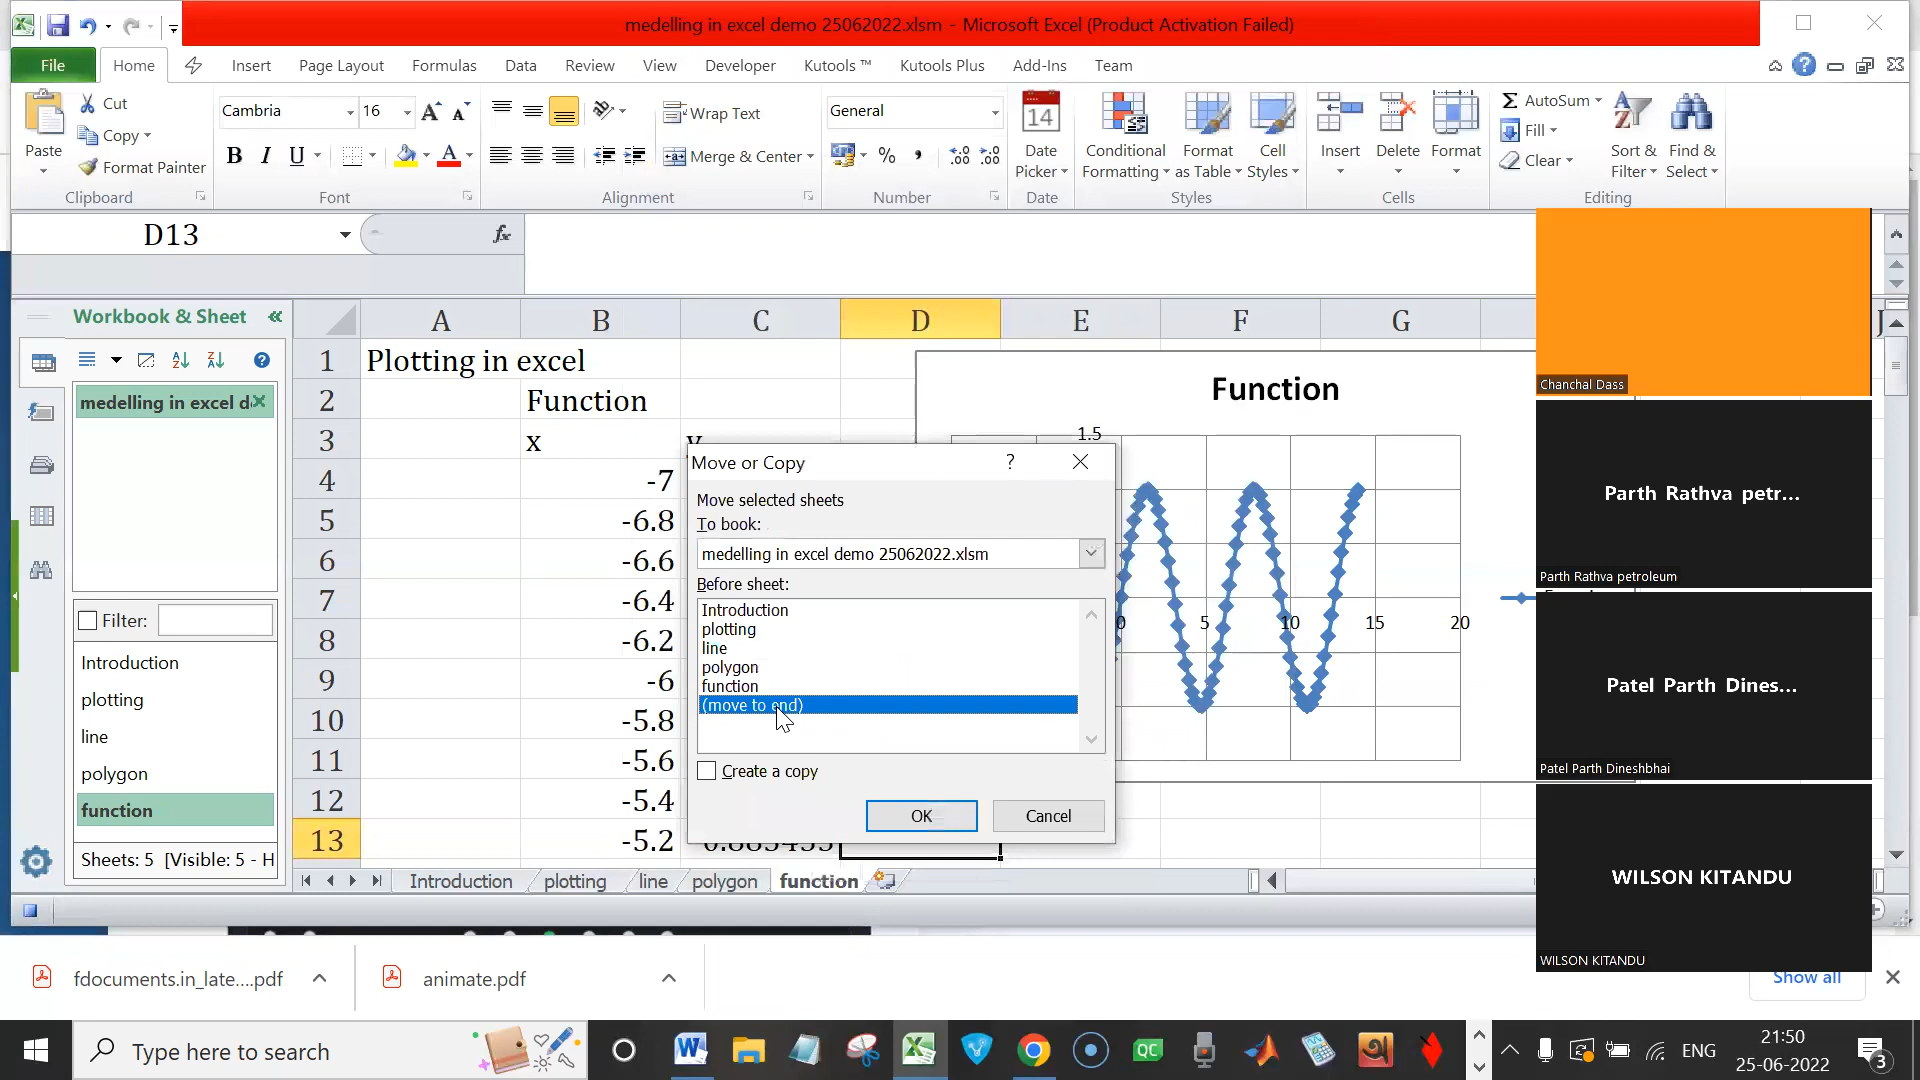 medelling in excel demo 25062022.xlsm - Microsoft Excel (Product Activation Failed)
File Home Insert Page Layout Formulas Data Review View Developer Kutools ™ Kutools Plus Add-Ins Team
Paste
Cut
Copy
Format Painter
Clipboard
Cambria 16
B I U A
Font
Wrap Text
Merge & Center
Alignment
General
% ,
Number
14
Date Picker
Date
Conditional Formatting
Format as Table
Cell Styles
Styles
Insert
Delete
Format
Cells
Σ AutoSum
Fill
Clear
Sort & Filter
Find & Select
Editing
D13
fx
Workbook & Sheet
medelling in excel d
Filter:
Introduction
plotting
line
polygon
function
Sheets: 5 [Visible: 5 - H
A B C D E F G
1 Plotting in excel
2 Function
3 x
4 -7
5 -6.8
6 -6.6
7 -6.4
8 -6.2
9 -6
10 -5.8
11 -5.6
12 -5.4
13 -5.2
Function
1.5
0 5 10 15 20
Move or Copy
?
Move selected sheets
To book:
medelling in excel demo 25062022.xlsm
Before sheet:
Introduction
plotting
line
polygon
function
(move to end)
Create a copy
OK Cancel
Introduction plotting line polygon function
Chanchal Dass
Parth Rathva petr...
Parth Rathva petroleum
Patel Parth Dines...
Patel Parth Dineshbhai
WILSON KITANDU
WILSON KITANDU
fdocuments.in_late....pdf
animate.pdf
Show all
Type here to search
QC
ENG
21:50
25-06-2022
3